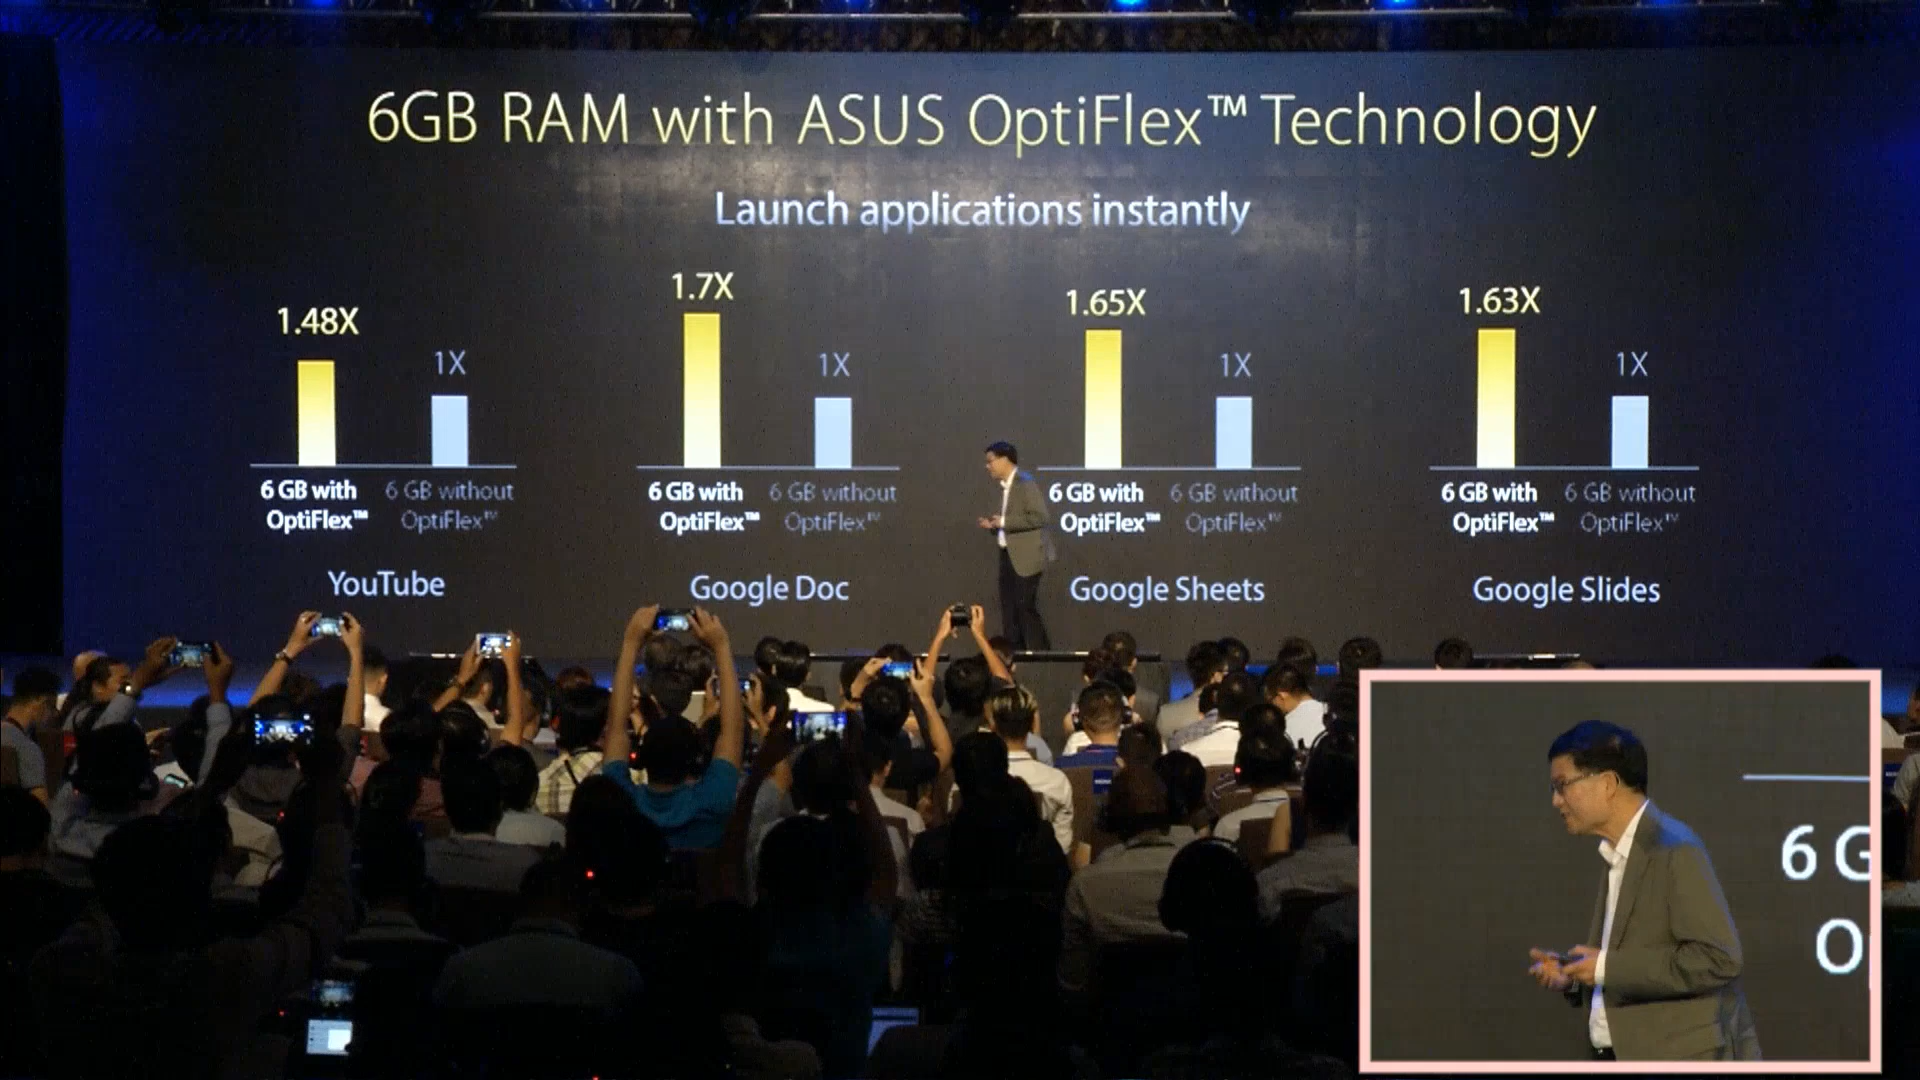 6GB RAM with ASUS OptiFlex™ Technology
Launch applications instantly
1.48X
1X
6 GB with
OptiFlex™
6 GB without
OptiFlex™
YouTube
1.7X
1X
6 GB with
OptiFlex™
6 GB without
OptiFlex™
Google Doc
1.65X
1X
6 GB with
OptiFlex™
6 GB without
OptiFlex™
Google Sheets
1.63X
1X
6 GB with
OptiFlex™
6 GB without
OptiFlex™
Google Slides
6 G
O